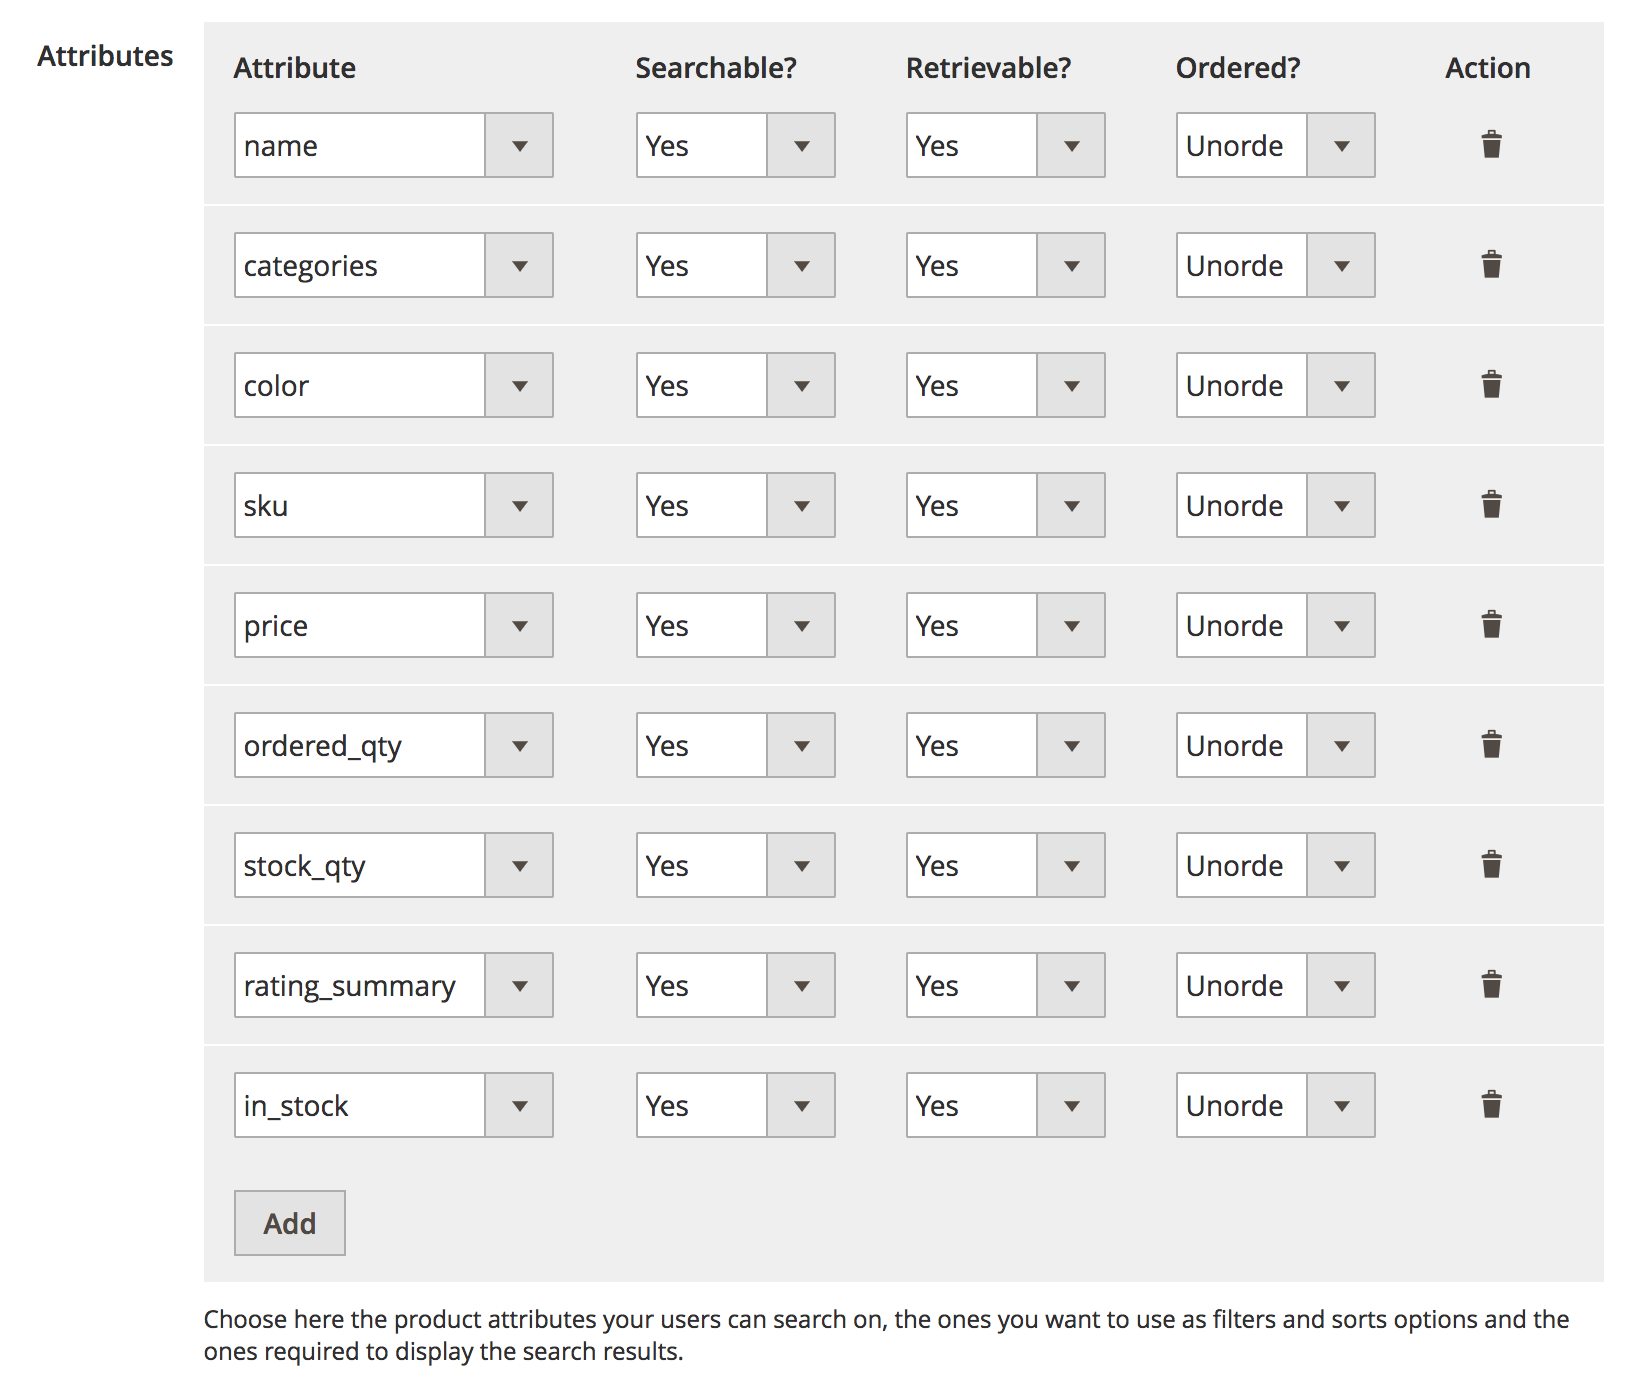 Attributes
Attribute Searchable? Retrievable? Ordered? Action
name Yes Yes Unorde
categories Yes Yes Unorde
color Yes Yes Unorde
sku Yes Yes Unorde
price Yes Yes Unorde
ordered_qty Yes Yes Unorde
stock_qty Yes Yes Unorde
rating_summary Yes Yes Unorde
in_stock Yes Yes Unorde
Add
Choose here the product attributes your users can search on, the ones you want to use as filters and sorts options and the
ones required to display the search results.